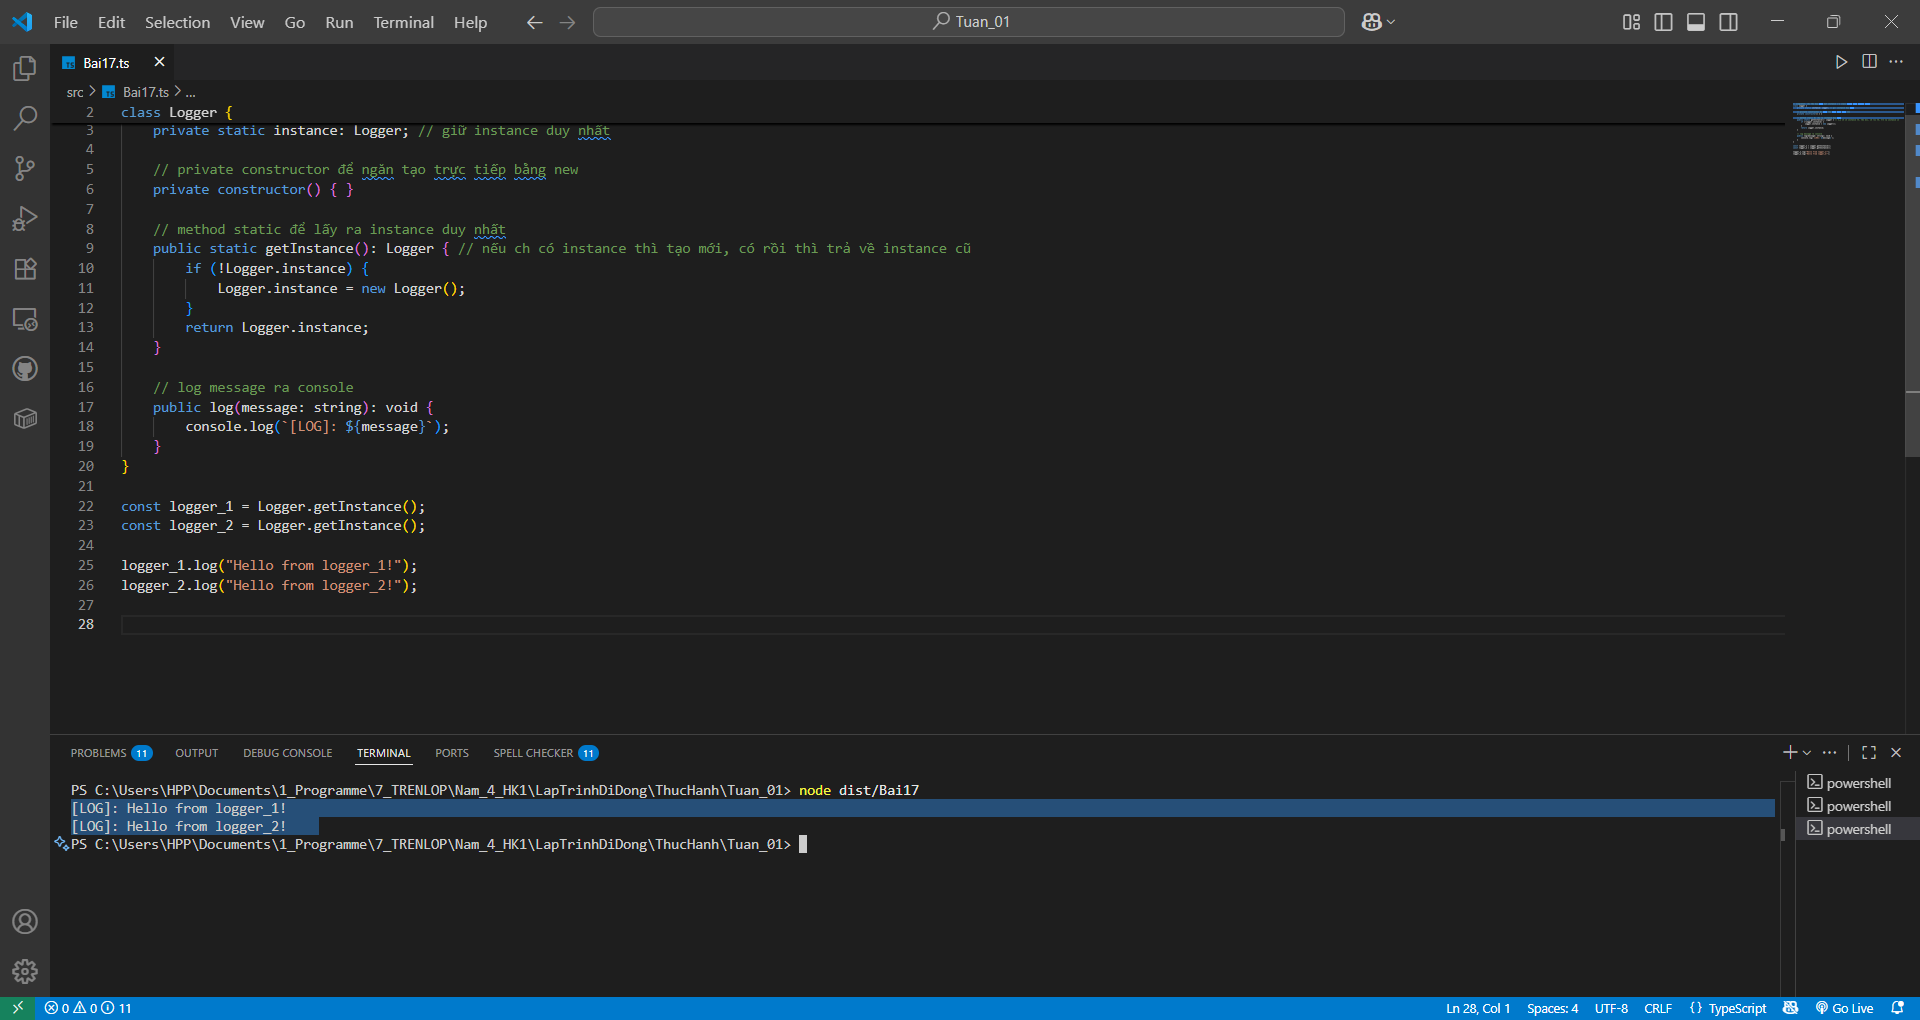 File Edit Selection View Go Run Terminal Help
Tuan_01
Bai17.ts
src > Bai17.ts > ...
2 class Logger {
3 private static instance: Logger; // giữ instance duy nhất
4
5 // private constructor để ngăn tạo trực tiếp bằng new
6 private constructor() { }
7
8 // method static để lấy ra instance duy nhất
9 public static getInstance(): Logger { // nếu ch có instance thì tạo mới, có rồi thì trả về instance cũ
10 if (!Logger.instance) {
11 Logger.instance = new Logger();
12 }
13 return Logger.instance;
14 }
15
16 // log message ra console
17 public log(message: string): void {
18 console.log(`[LOG]: ${message}`);
19 }
20 }
21
22 const logger_1 = Logger.getInstance();
23 const logger_2 = Logger.getInstance();
24
25 logger_1.log("Hello from logger_1!");
26 logger_2.log("Hello from logger_2!");
27
28
PROBLEMS 11 OUTPUT DEBUG CONSOLE TERMINAL PORTS SPELL CHECKER 11
PS C:\Users\HPP\Documents\1_Programme\7_TRENLOP\Nam_4_HK1\LapTrinhDiDong\ThucHanh\Tuan_01> node dist/Bai17
[LOG]: Hello from logger_1!
[LOG]: Hello from logger_2!
PS C:\Users\HPP\Documents\1_Programme\7_TRENLOP\Nam_4_HK1\LapTrinhDiDong\ThucHanh\Tuan_01>
powershell
powershell
powershell
0 0 11 Ln 28, Col 1 Spaces: 4 UTF-8 CRLF {} TypeScript Go Live